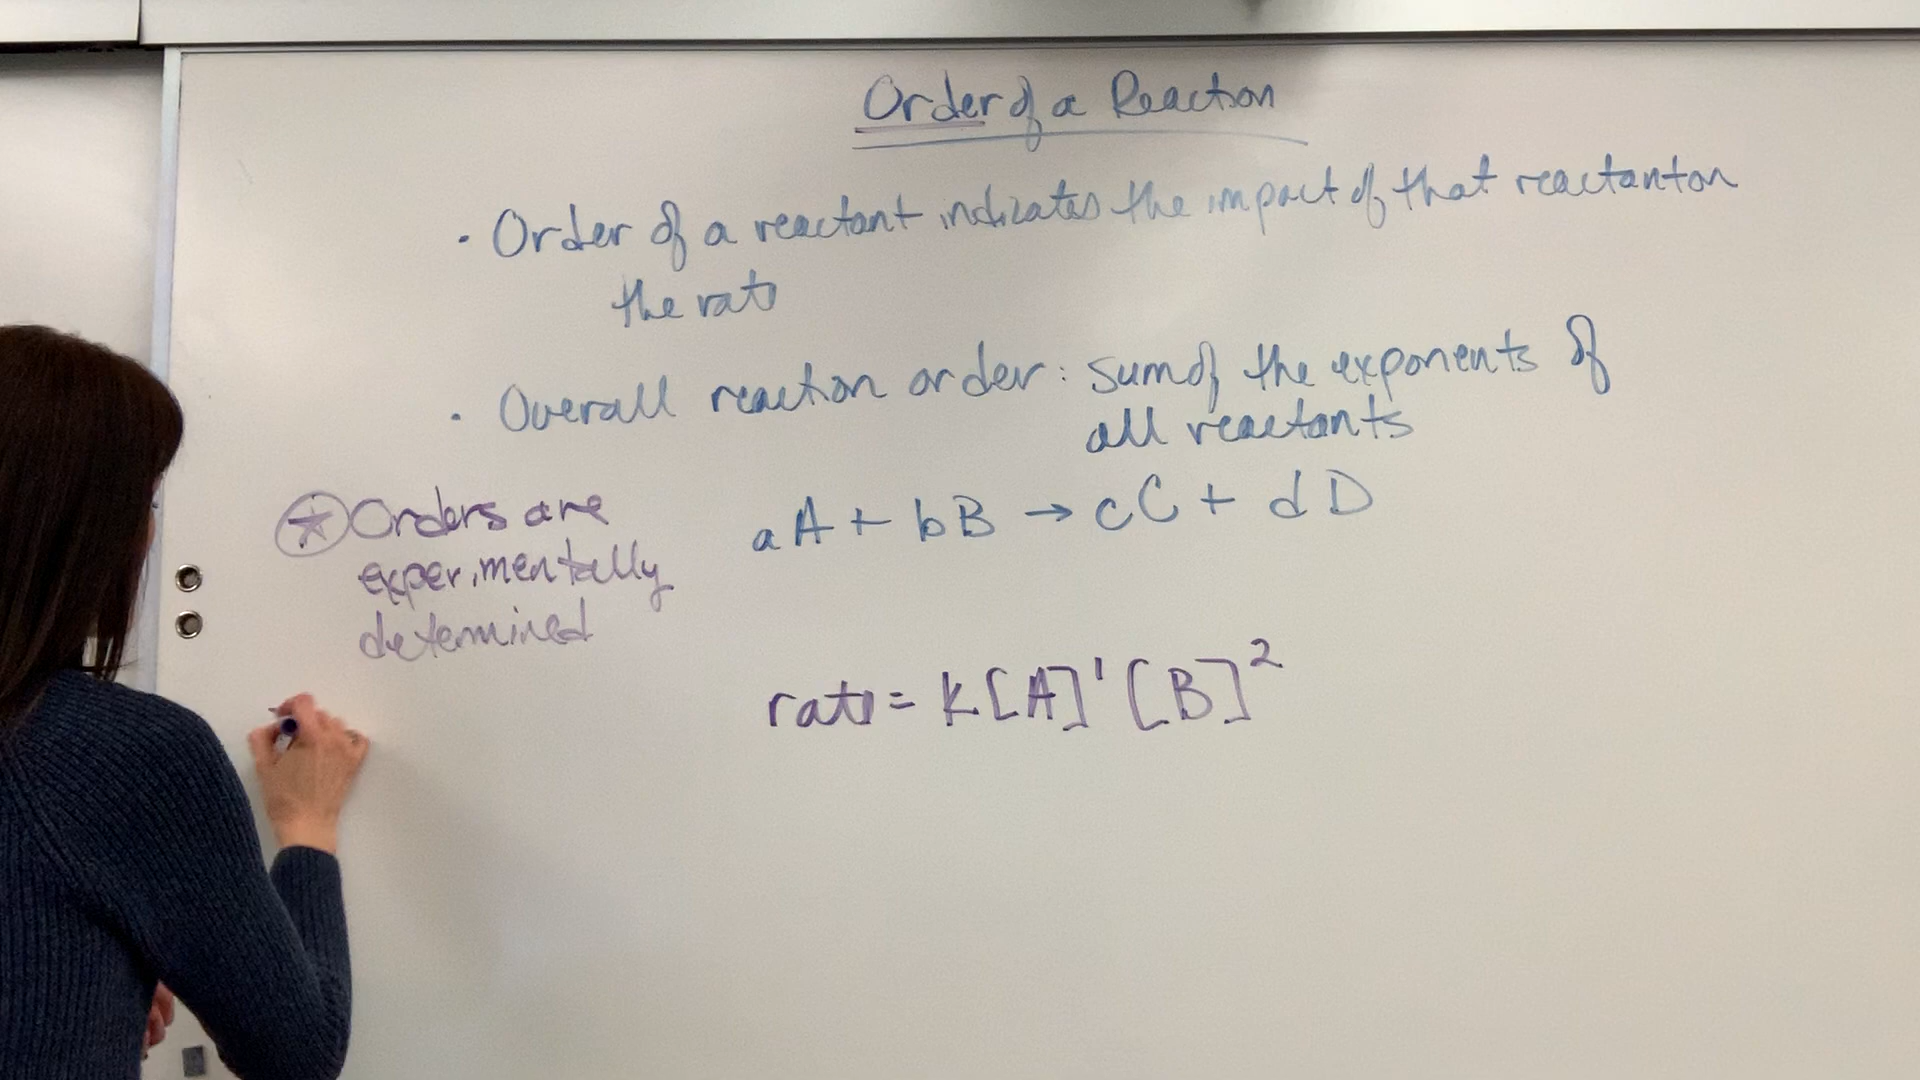 Order of a Reaction
• Order of a reactant indicates the impact of that reactant on
the rate
• Overall reaction order: sum of the exponents of
all reactants
aA + bB → cC + dD
⍟ Orders are
experimentally
determined
rate = k[A]¹ [B]²